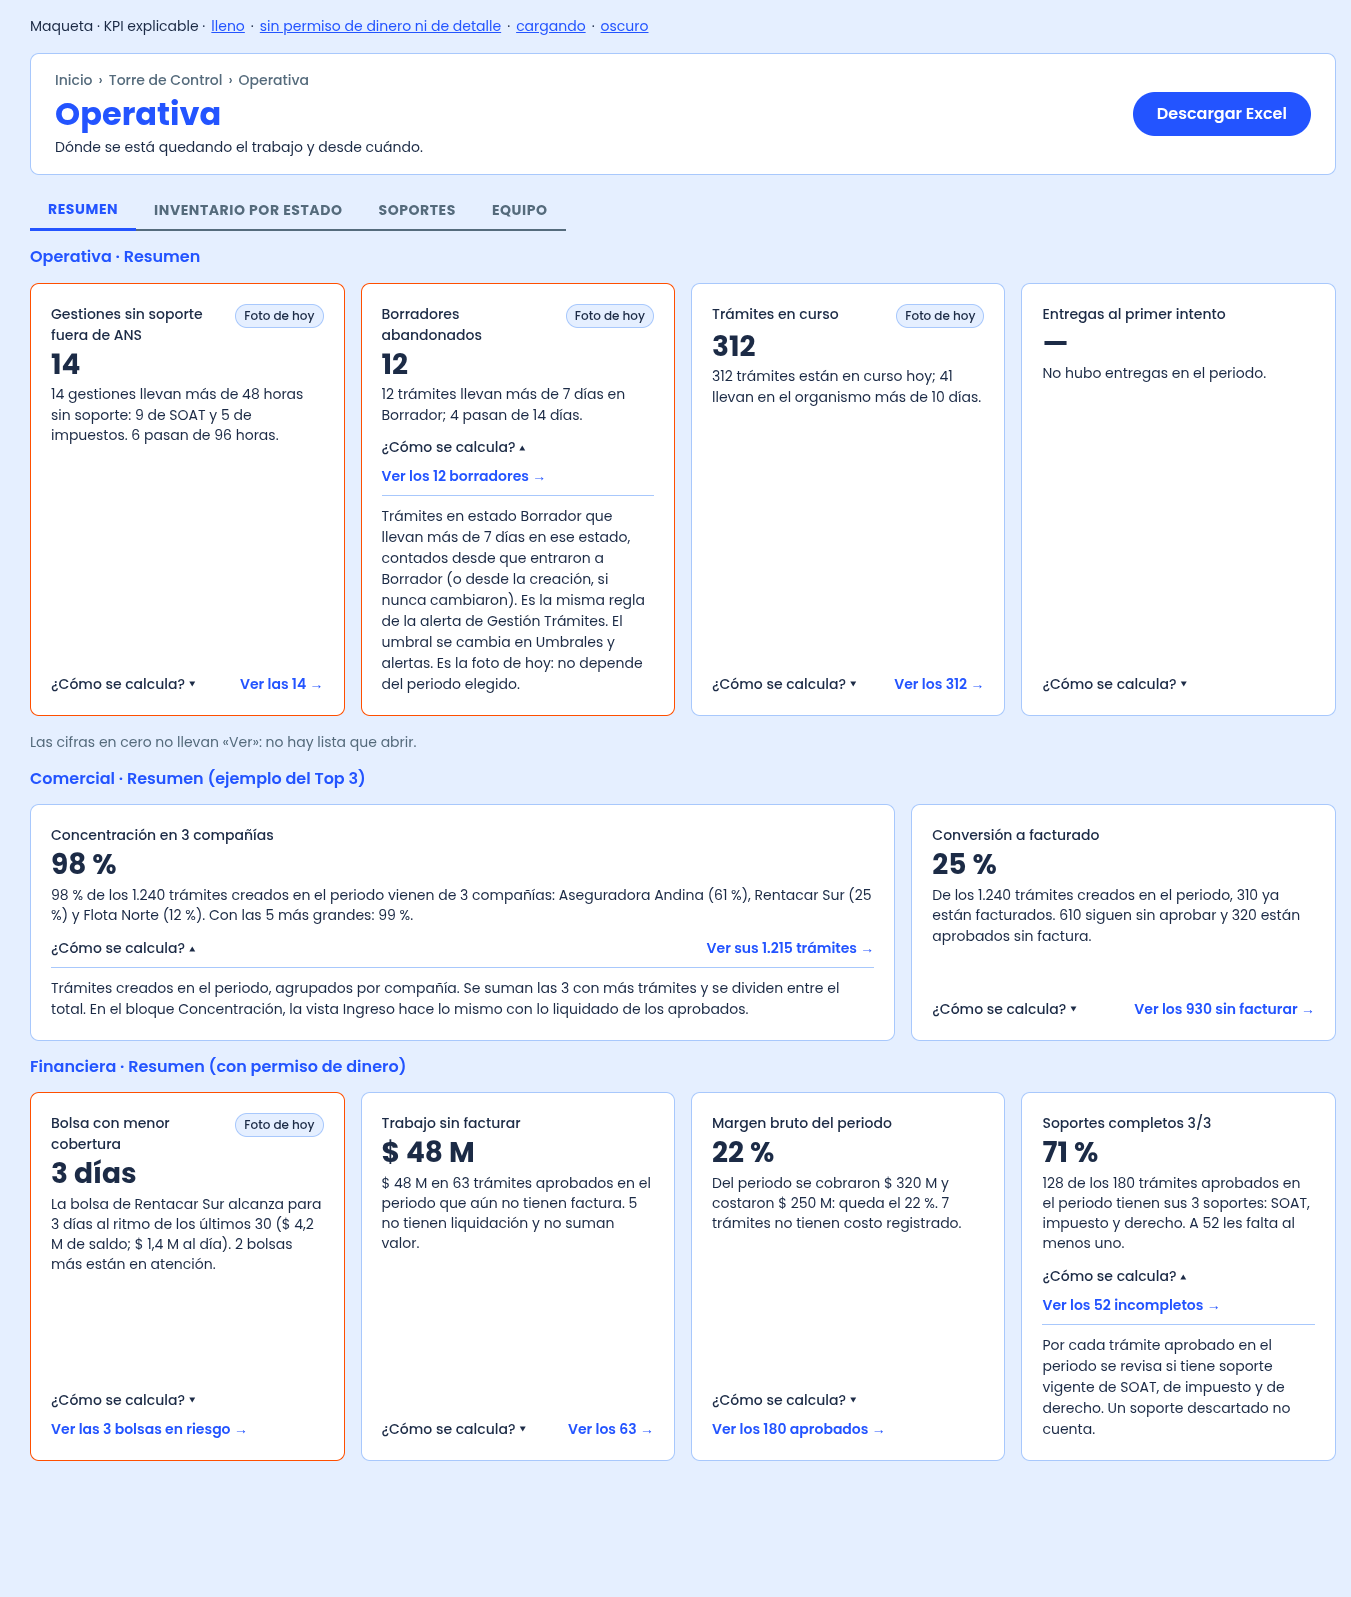 Maqueta · KPI explicable · lleno · sin permiso de dinero ni de detalle · cargando · oscuro
Inicio › Torre de Control › Operativa
Operativa
Dónde se está quedando el trabajo y desde cuándo.
Descargar Excel
RESUMEN
INVENTARIO POR ESTADO
SOPORTES
EQUIPO
Operativa · Resumen
Gestiones sin soporte
fuera de ANS
Foto de hoy
14
14 gestiones llevan más de 48 horas
sin soporte: 9 de SOAT y 5 de
impuestos. 6 pasan de 96 horas.
¿Cómo se calcula? ▾
Ver las 14 →
Borradores
abandonados
Foto de hoy
12
12 trámites llevan más de 7 días en
Borrador; 4 pasan de 14 días.
¿Cómo se calcula? ▴
Ver los 12 borradores →
Trámites en estado Borrador que
llevan más de 7 días en ese estado,
contados desde que entraron a
Borrador (o desde la creación, si
nunca cambiaron). Es la misma regla
de la alerta de Gestión Trámites. El
umbral se cambia en Umbrales y
alertas. Es la foto de hoy: no depende
del periodo elegido.
Trámites en curso
Foto de hoy
312
312 trámites están en curso hoy; 41
llevan en el organismo más de 10 días.
¿Cómo se calcula? ▾
Ver los 312 →
Entregas al primer intento
—
No hubo entregas en el periodo.
¿Cómo se calcula? ▾
Las cifras en cero no llevan «Ver»: no hay lista que abrir.
Comercial · Resumen (ejemplo del Top 3)
Concentración en 3 compañías
98 %
98 % de los 1.240 trámites creados en el periodo vienen de 3 compañías: Aseguradora Andina (61 %), Rentacar Sur (25
%) y Flota Norte (12 %). Con las 5 más grandes: 99 %.
¿Cómo se calcula? ▴
Ver sus 1.215 trámites →
Trámites creados en el periodo, agrupados por compañía. Se suman las 3 con más trámites y se dividen entre el
total. En el bloque Concentración, la vista Ingreso hace lo mismo con lo liquidado de los aprobados.
Conversión a facturado
25 %
De los 1.240 trámites creados en el periodo, 310 ya
están facturados. 610 siguen sin aprobar y 320 están
aprobados sin factura.
¿Cómo se calcula? ▾
Ver los 930 sin facturar →
Financiera · Resumen (con permiso de dinero)
Bolsa con menor
cobertura
Foto de hoy
3 días
La bolsa de Rentacar Sur alcanza para
3 días al ritmo de los últimos 30 ($ 4,2
M de saldo; $ 1,4 M al día). 2 bolsas
más están en atención.
¿Cómo se calcula? ▾
Ver las 3 bolsas en riesgo →
Trabajo sin facturar
$ 48 M
$ 48 M en 63 trámites aprobados en el
periodo que aún no tienen factura. 5
no tienen liquidación y no suman
valor.
¿Cómo se calcula? ▾
Ver los 63 →
Margen bruto del periodo
22 %
Del periodo se cobraron $ 320 M y
costaron $ 250 M: queda el 22 %. 7
trámites no tienen costo registrado.
¿Cómo se calcula? ▾
Ver los 180 aprobados →
Soportes completos 3/3
71 %
128 de los 180 trámites aprobados en
el periodo tienen sus 3 soportes: SOAT,
impuesto y derecho. A 52 les falta al
menos uno.
¿Cómo se calcula? ▴
Ver los 52 incompletos →
Por cada trámite aprobado en el
periodo se revisa si tiene soporte
vigente de SOAT, de impuesto y de
derecho. Un soporte descartado no
cuenta.